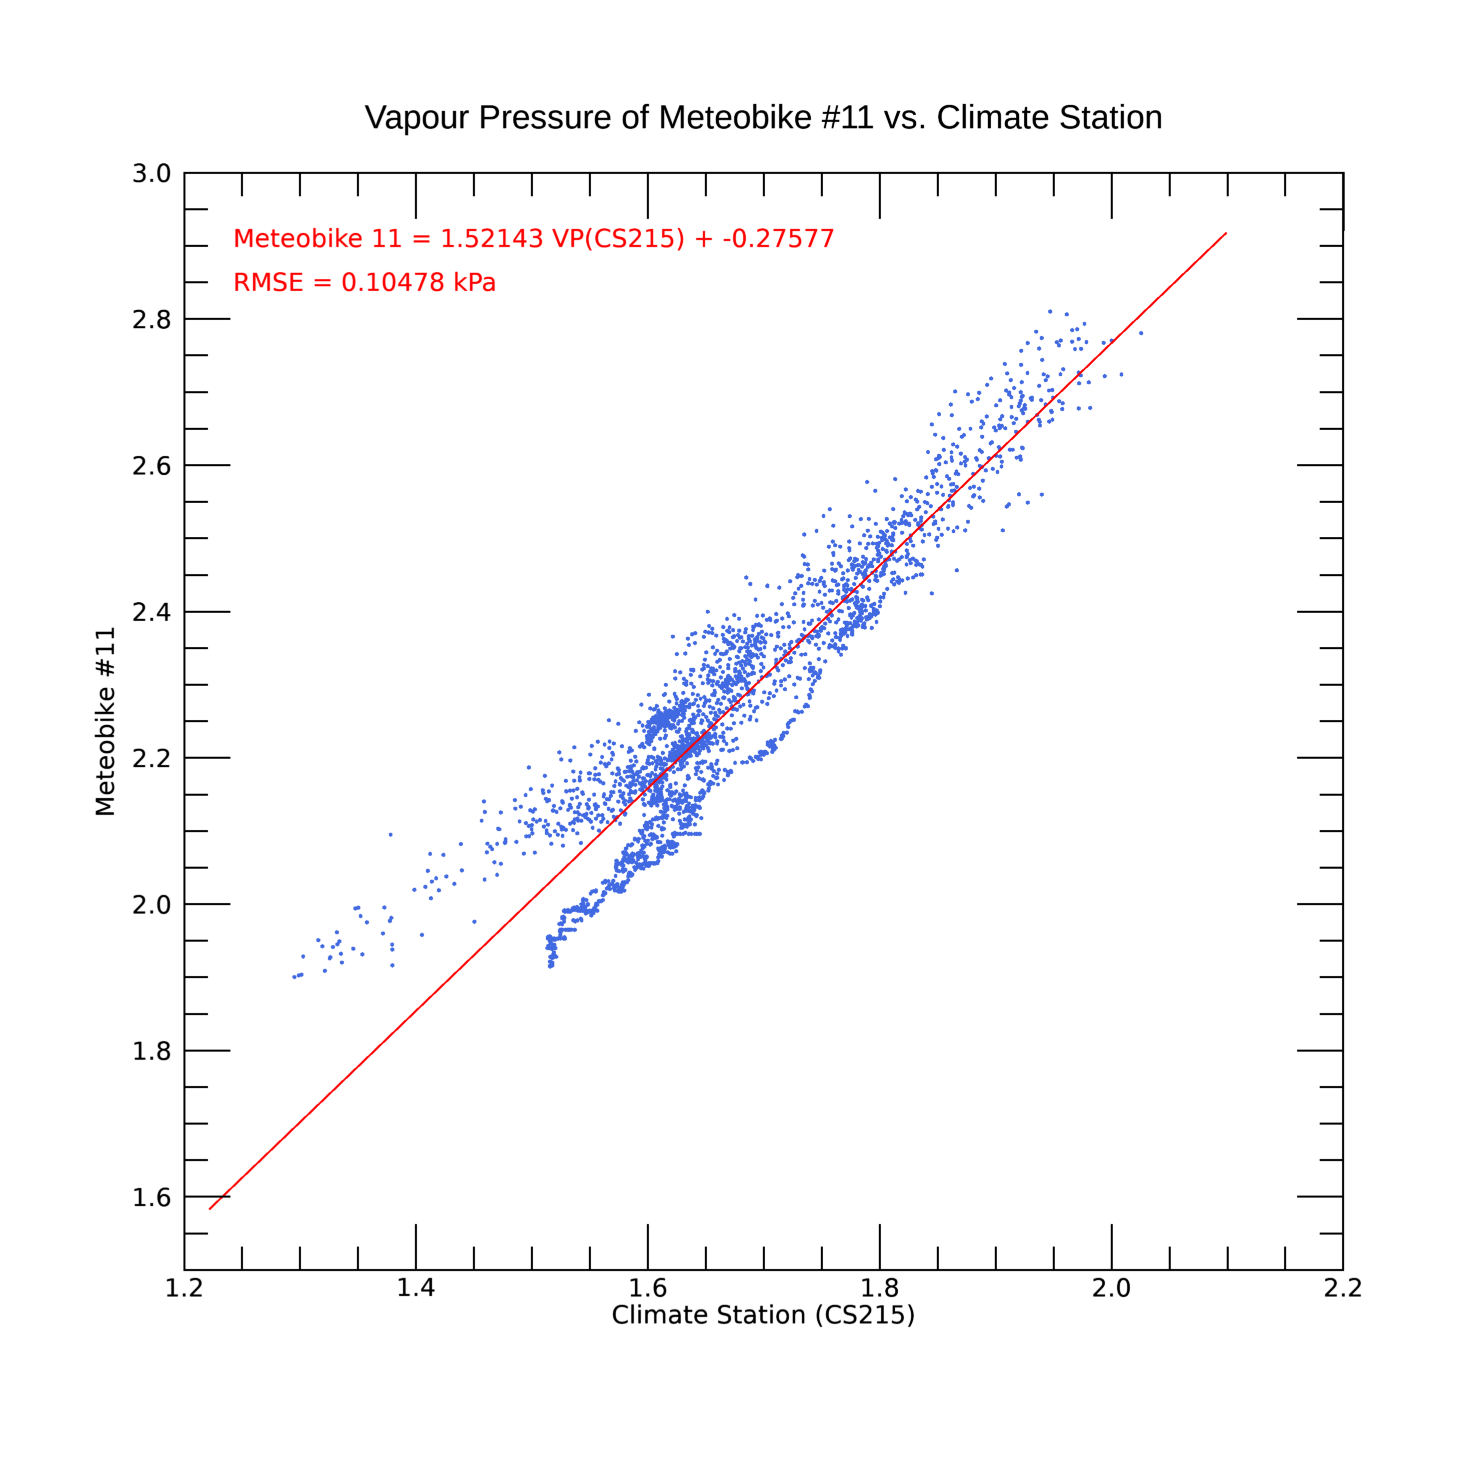 Vapour Pressure of Meteobike #11 vs. Climate Station
3.0
Meteobike 11 = 1.52143 VP(CS215) + -0.27577
RMSE = 0.10478 kPa
2.8
2.6
2.4
Meteobike #11
2.2
2.0
1.8
1.6
1.2 1.4 1.6 1.8 2.0 2.2
Climate Station (CS215)